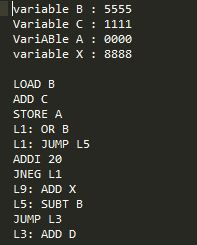 variable B : 5555
Variable C : 1111
VariABle A : 0000
variable X : 8888
LOAD B
ADD C
STORE A
L1: OR B
L1: JUMP L5
ADDI 20
JNEG L1
L9: ADD X
L5: SUBT B
JUMP L3
L3: ADD D